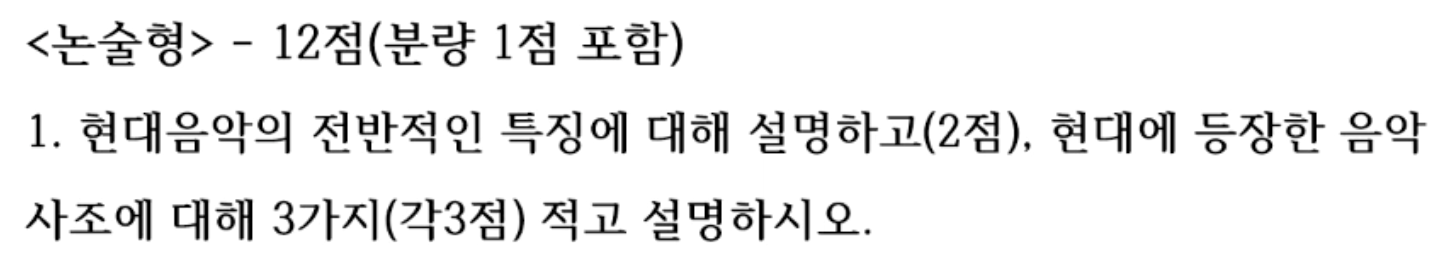 <논술형> - 12점(분량 1점 포함)
1. 현대음악의 전반적인 특징에 대해 설명하고(2점), 현대에 등장한 음악
사조에 대해 3가지(각3점) 적고 설명하시오.